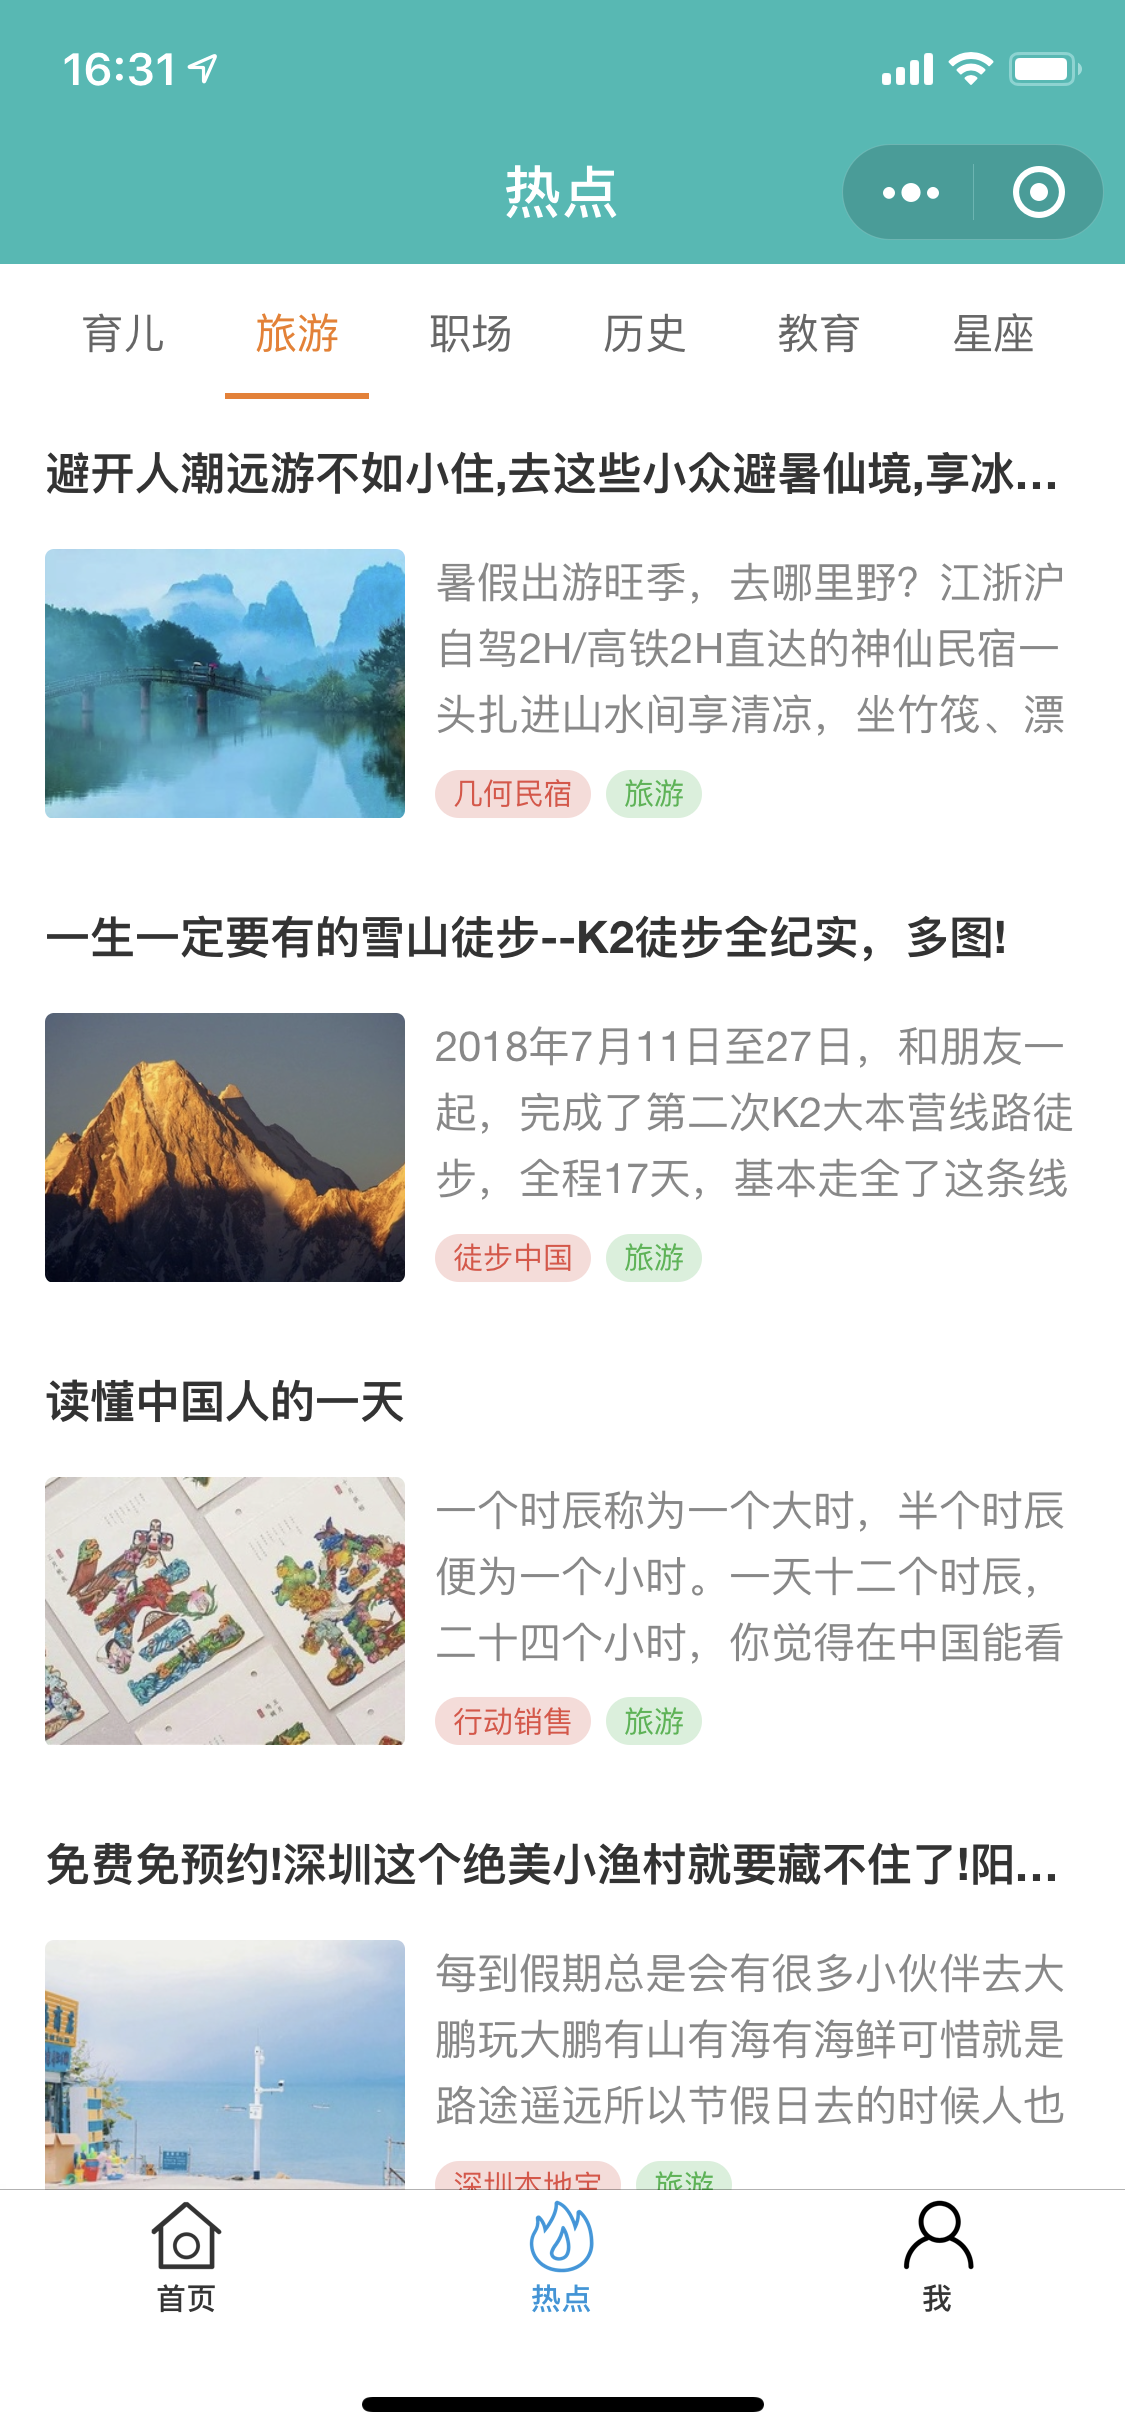 16:31
热点
育儿 旅游 职场 历史 教育 星座
避开人潮远游不如小住,去这些小众避暑仙境,享冰...
暑假出游旺季，去哪里野？江浙沪
自驾2H/高铁2H直达的神仙民宿一
头扎进山水间享清凉，坐竹筏、漂
几何民宿 旅游
一生一定要有的雪山徒步--K2徒步全纪实，多图!
2018年7月11日至27日，和朋友一
起，完成了第二次K2大本营线路徒
步，全程17天，基本走全了这条线
徒步中国 旅游
读懂中国人的一天
一个时辰称为一个大时，半个时辰
便为一个小时。一天十二个时辰，
二十四个小时，你觉得在中国能看
行动销售 旅游
免费免预约!深圳这个绝美小渔村就要藏不住了!阳...
每到假期总是会有很多小伙伴去大
鹏玩大鹏有山有海有海鲜可惜就是
路途遥远所以节假日去的时候人也
深圳本地宝 旅游
首页 热点 我